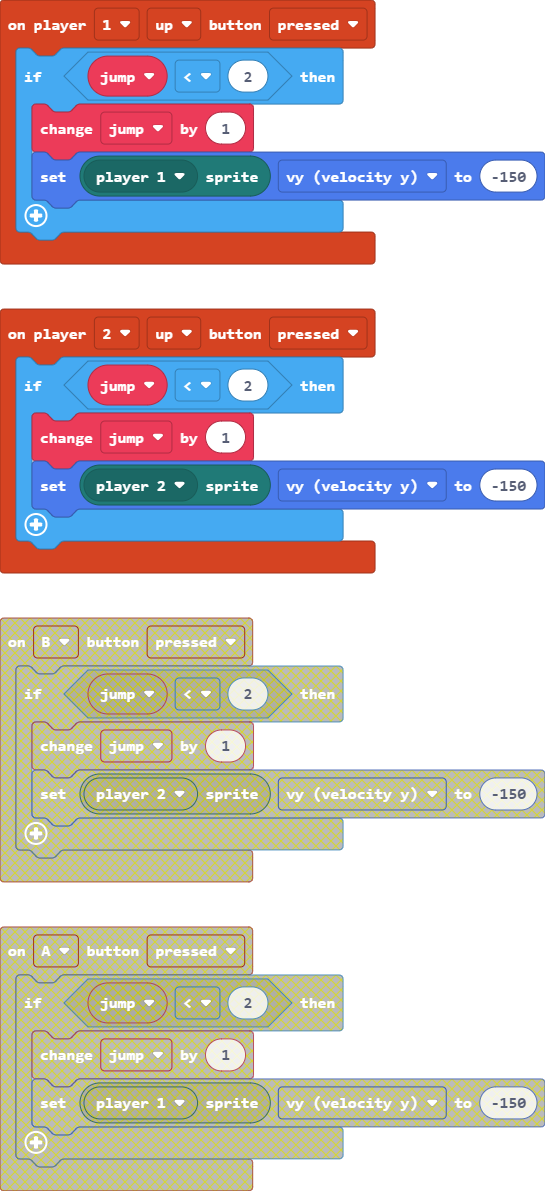 on player 1 up button pressed
if jump < 2 then
change jump by 1
set player 1 sprite vy (velocity y) to -150
on player 2 up button pressed
if jump < 2 then
change jump by 1
set player 2 sprite vy (velocity y) to -150
on B button pressed
if jump < 2 then
change jump by 1
set player 2 sprite vy (velocity y) to -150
on A button pressed
if jump < 2 then
change jump by 1
set player 1 sprite vy (velocity y) to -150